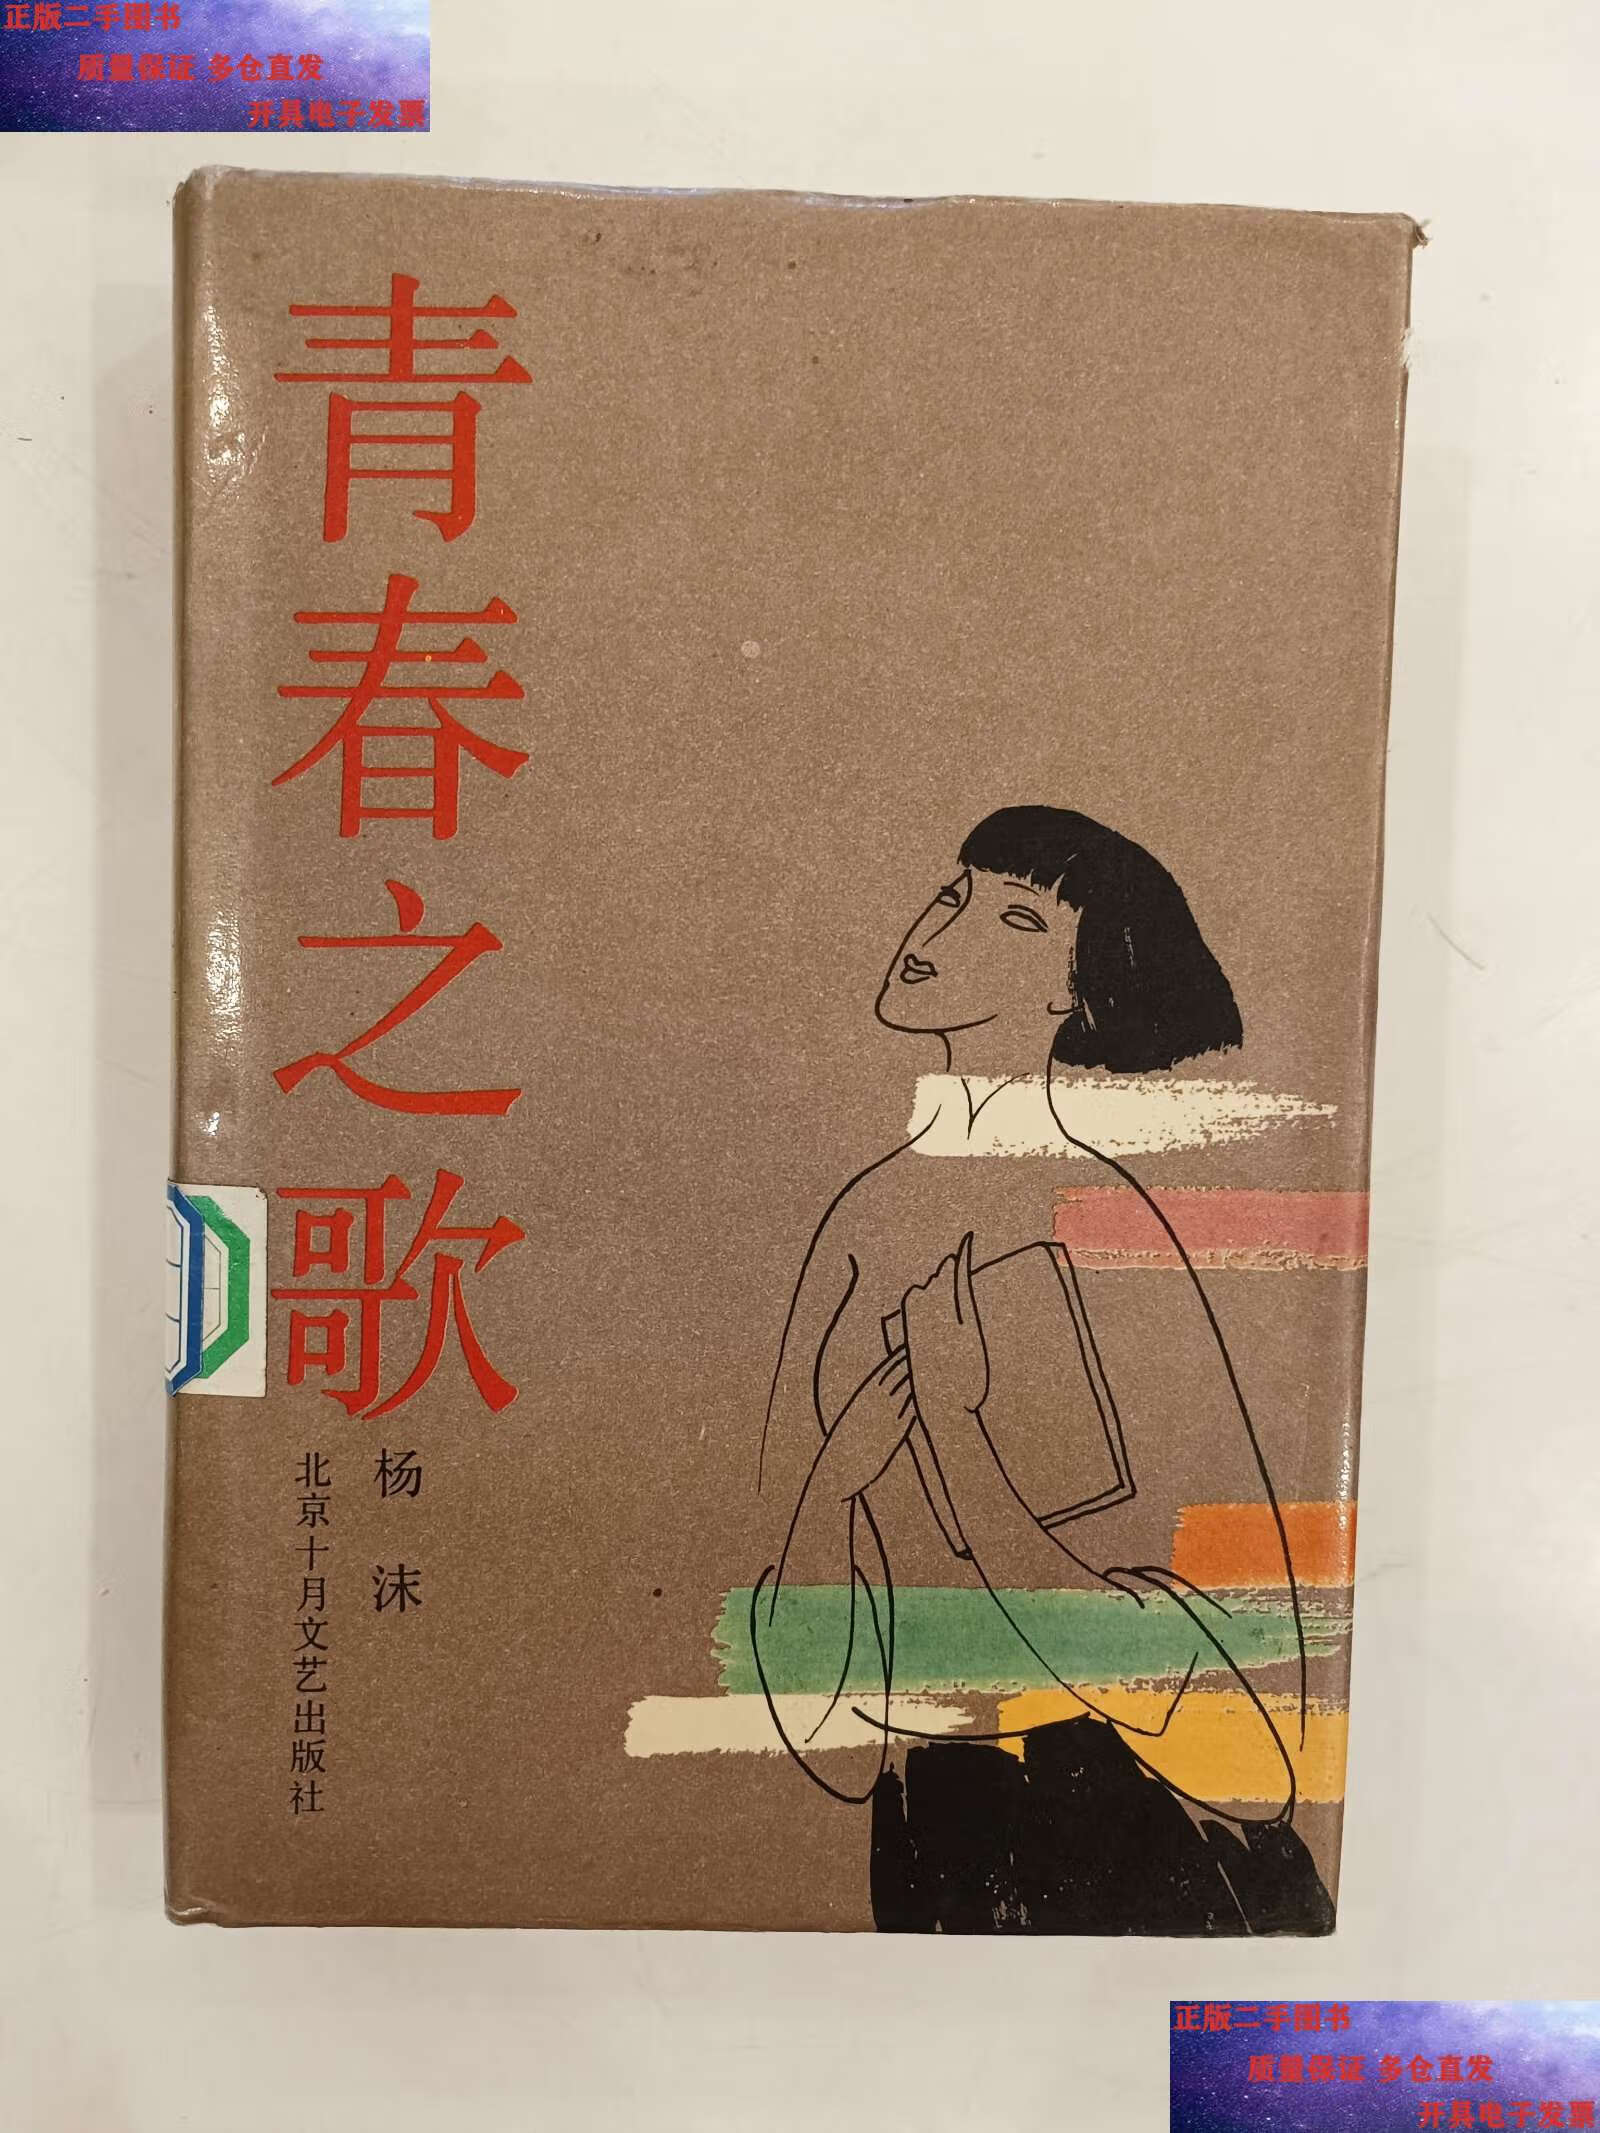 正版二手图书
质量保证 多仓直发
开具电子发票
青春之歌
杨沫
北京十月文艺出版社
正版二手图书
质量保证 多仓直发
开具电子发票